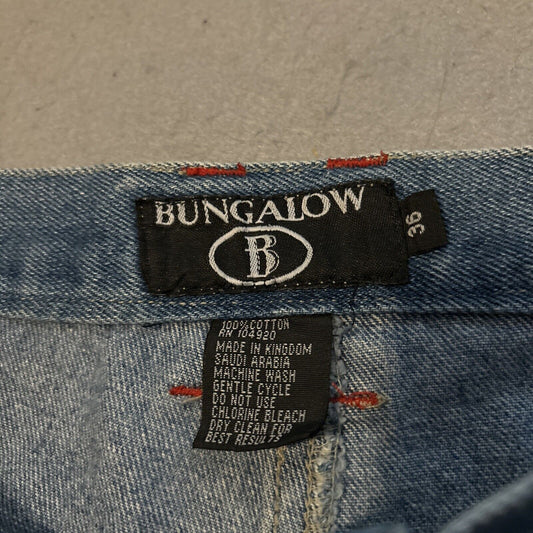 BUNGALOW
B
36
100% COTTON
RN 104920
MADE IN KINGDOM
SAUDI ARABIA
MACHINE WASH
GENTLE CYCLE
DO NOT USE
CHLORINE BLEACH
DRY CLEAN FOR
BEST RESULTS